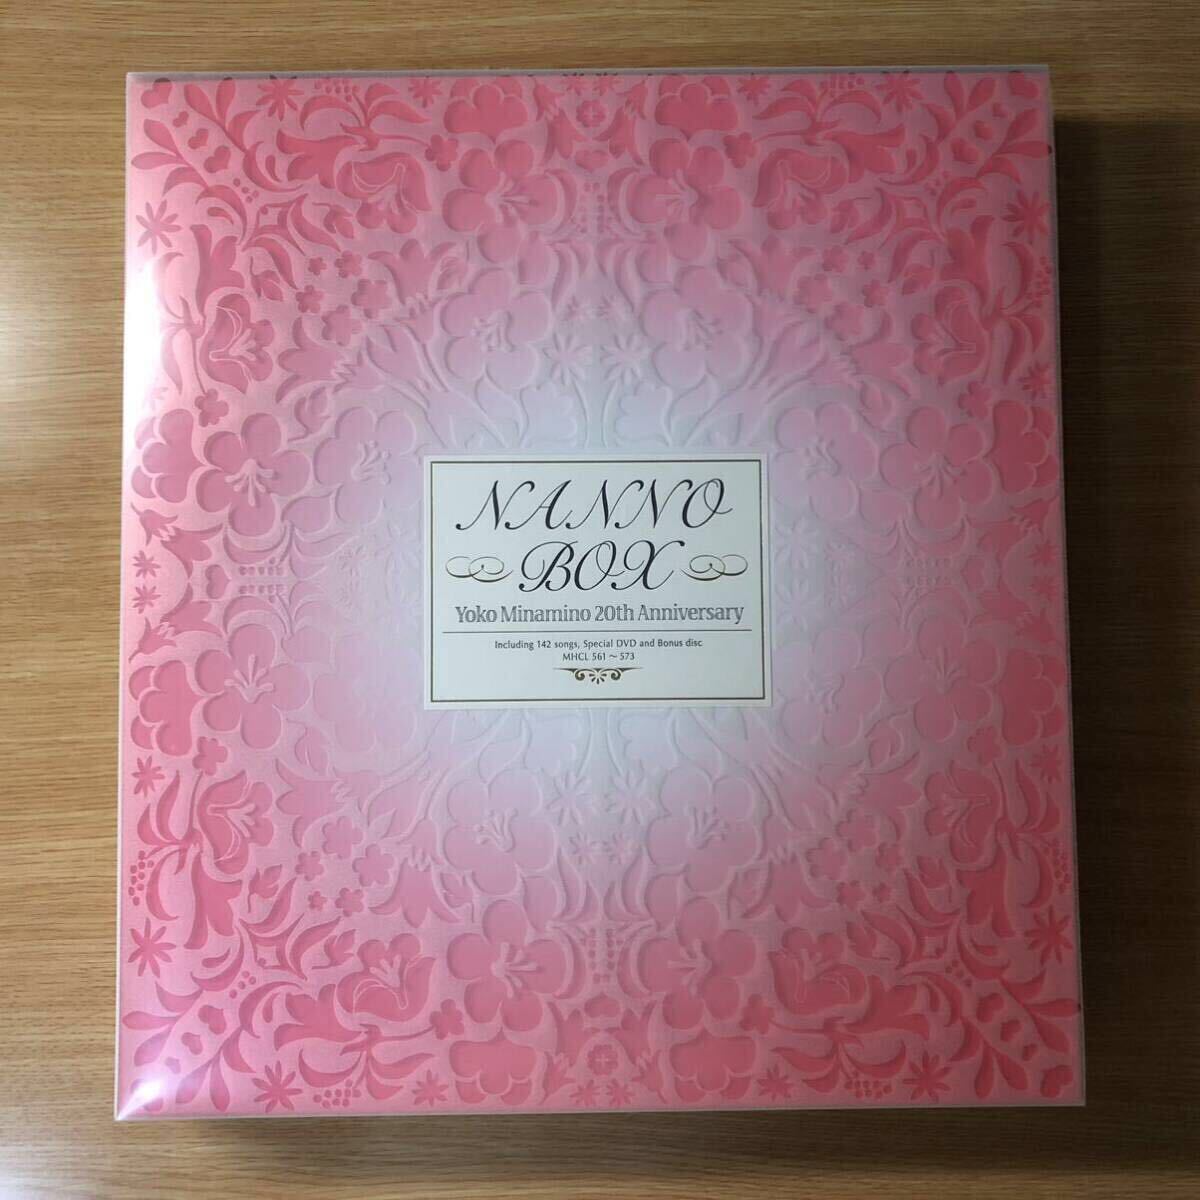 NANNO
BOX
Yoko Minamino 20th Anniversary
Including 142 songs, Special DVD and Bonus disc
MHCL 561～573